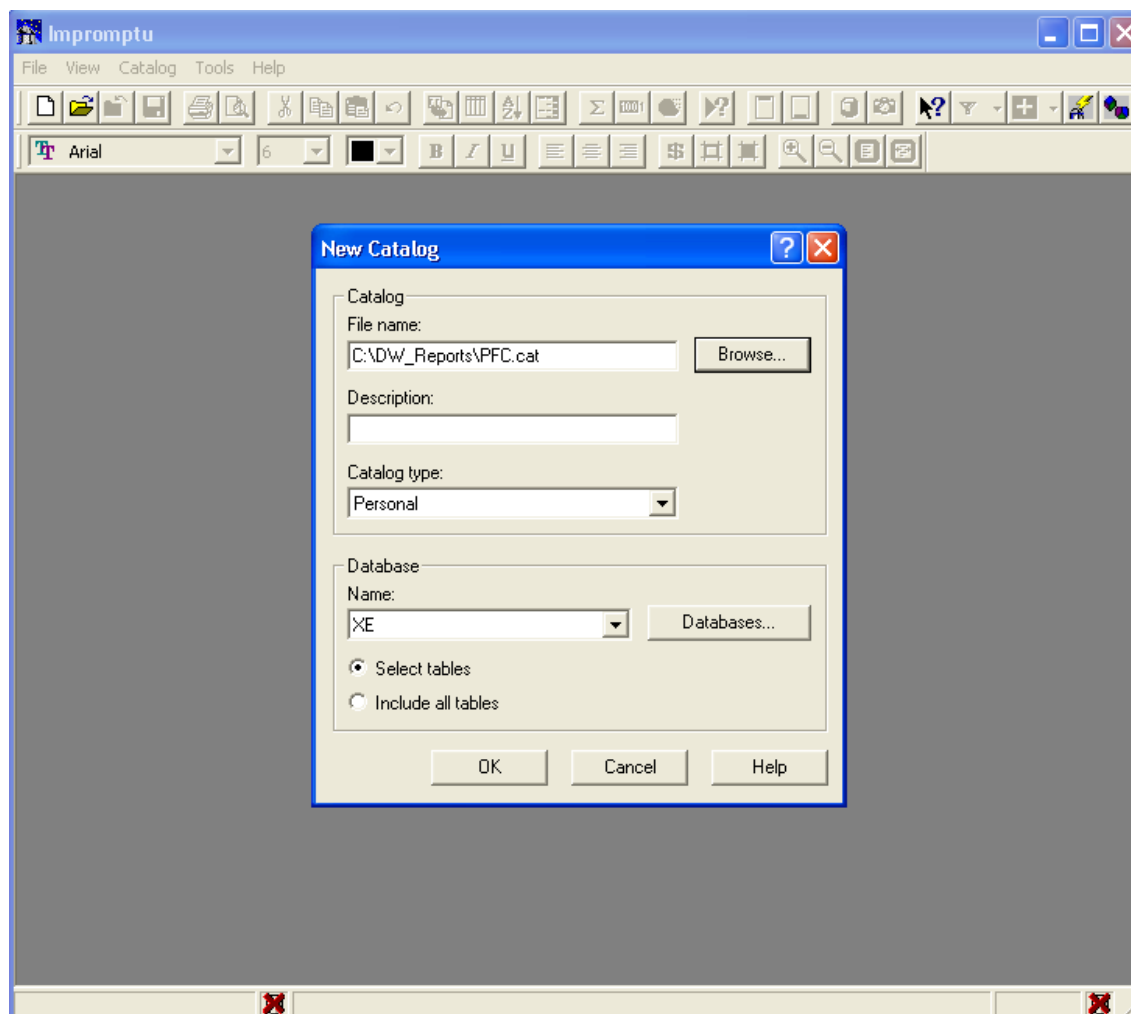 Impromptu
File View Catalog Tools Help
Arial 6 B I U
New Catalog
Catalog
File name:
C:\DW_Reports\PFC.cat Browse...
Description:
Catalog type:
Personal
Database
Name:
XE Databases...
Select tables
Include all tables
OK Cancel Help